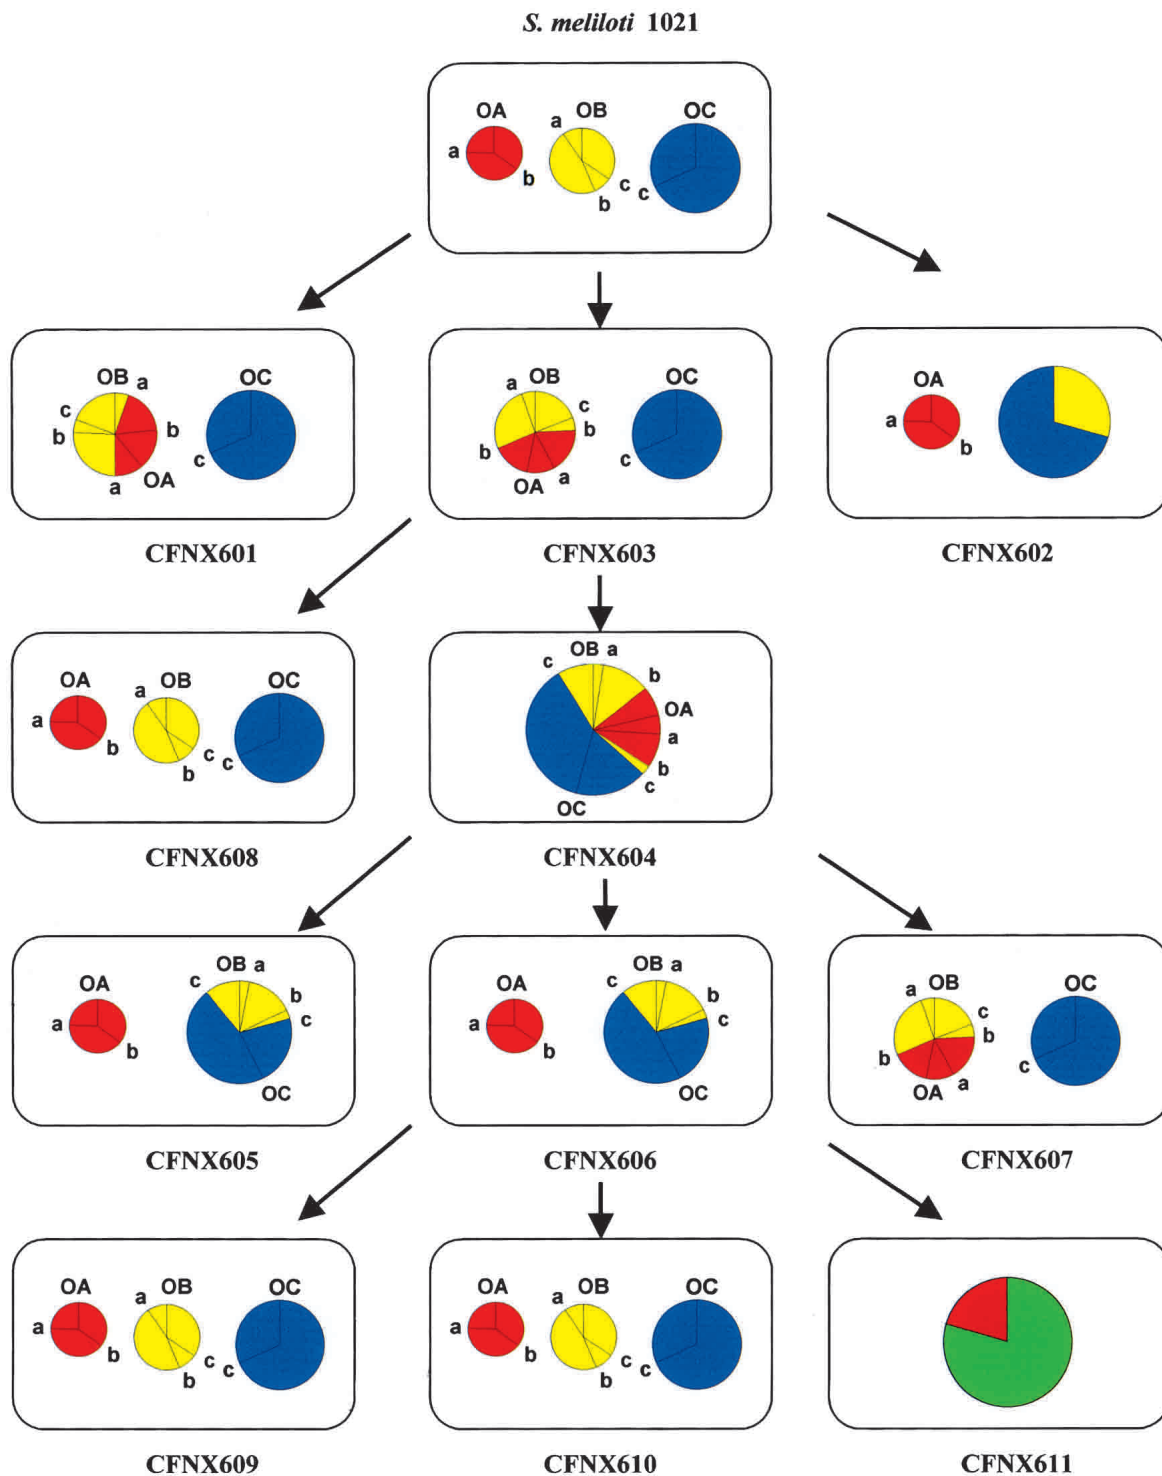 S. meliloti 1021
OA OB OC
a a
b b c c
OB a OC
c b
b c
a OA
CFNX601
a OB OC
c b
b c
OA a
CFNX603
OA
a b
CFNX602
OA a OB OC
a b b c c
CFNX608
c OB a b
OA
a
b
c
OC
CFNX604
OA c OB a
b
c
a b
OC
CFNX605
OA c OB a
b
c
a b
OC
CFNX606
a OB OC
c b
b c
OA a
CFNX607
OA a OB OC
a b b c c
CFNX609
OA a OB OC
a b b c c
CFNX610
CFNX611